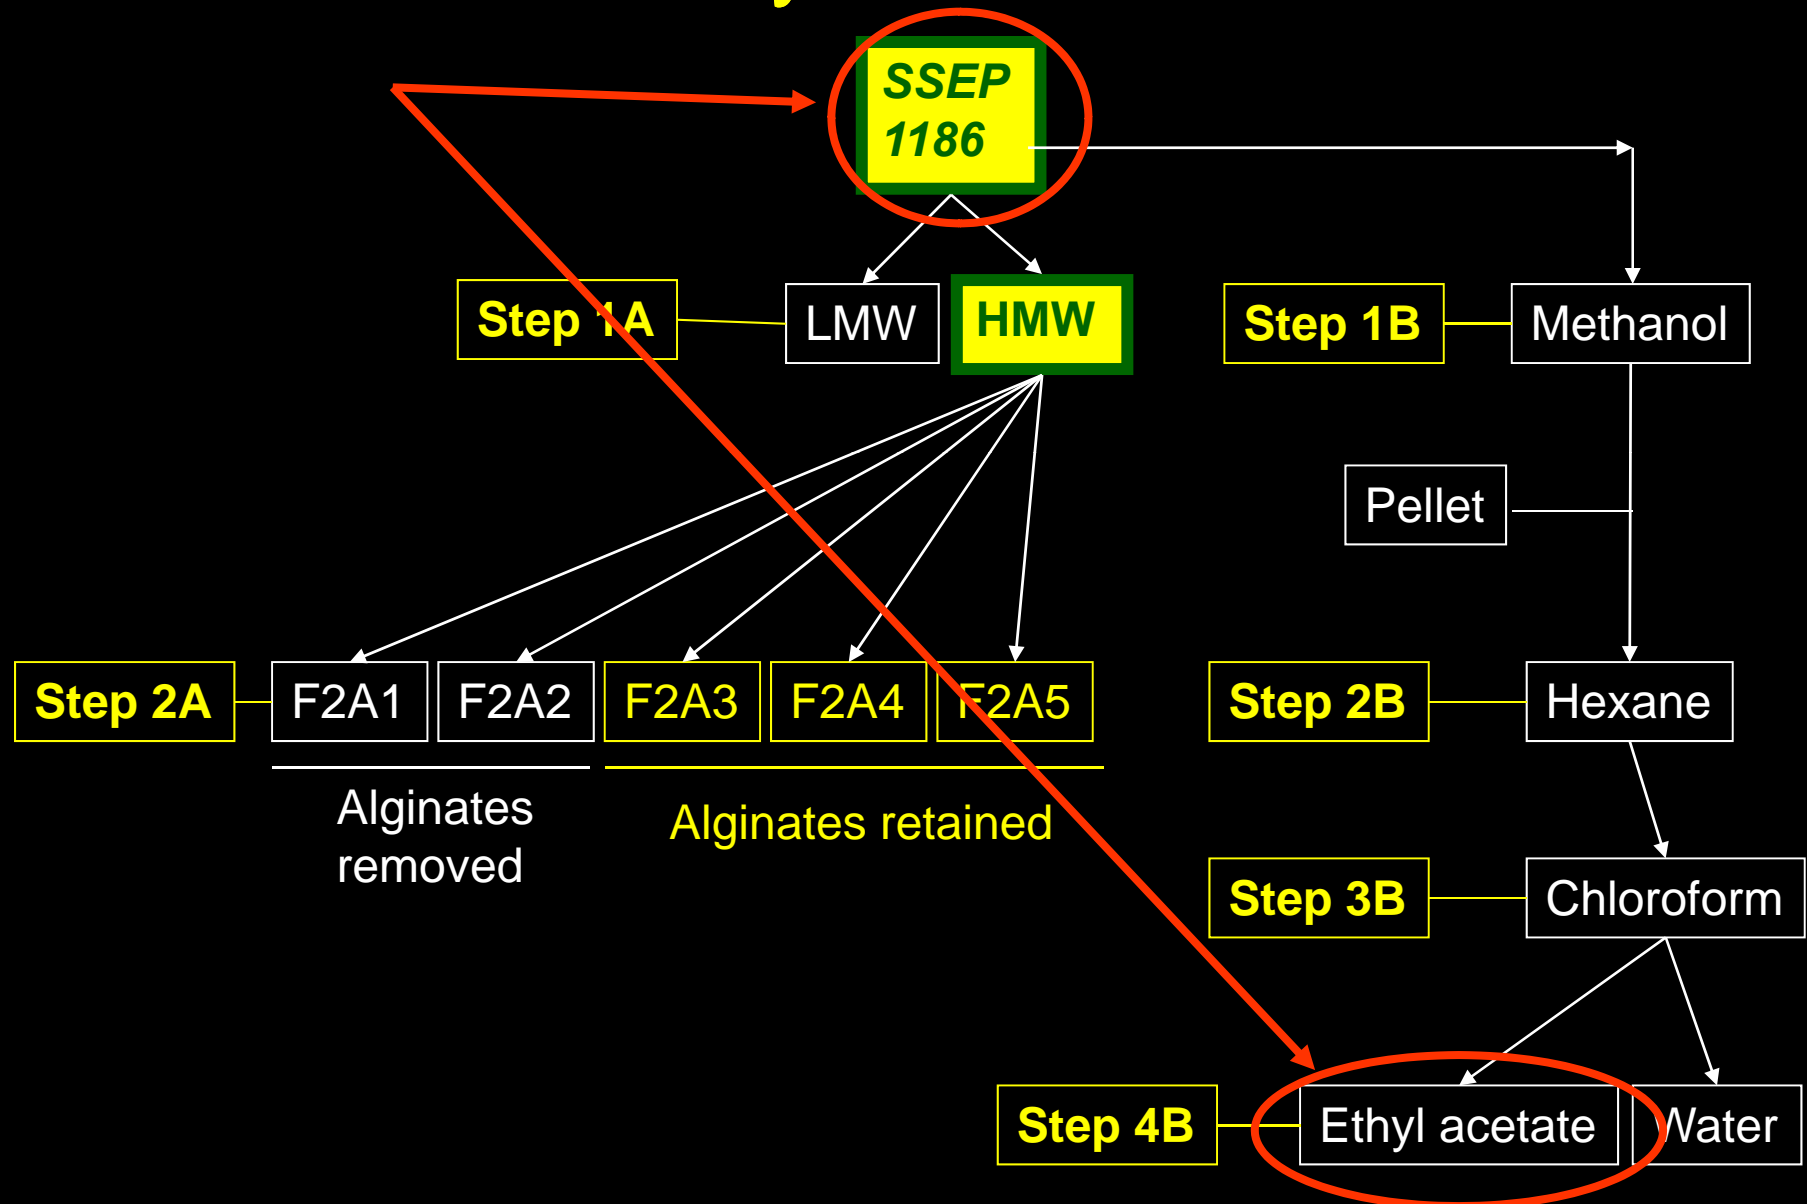 SSEP
1186
Step 1A
LMW
HMW
Step 1B
Methanol
Pellet
Step 2A
F2A1
F2A2
F2A3
F2A4
F2A5
Step 2B
Hexane
Alginates
removed
Alginates retained
Step 3B
Chloroform
Step 4B
Ethyl acetate
Water